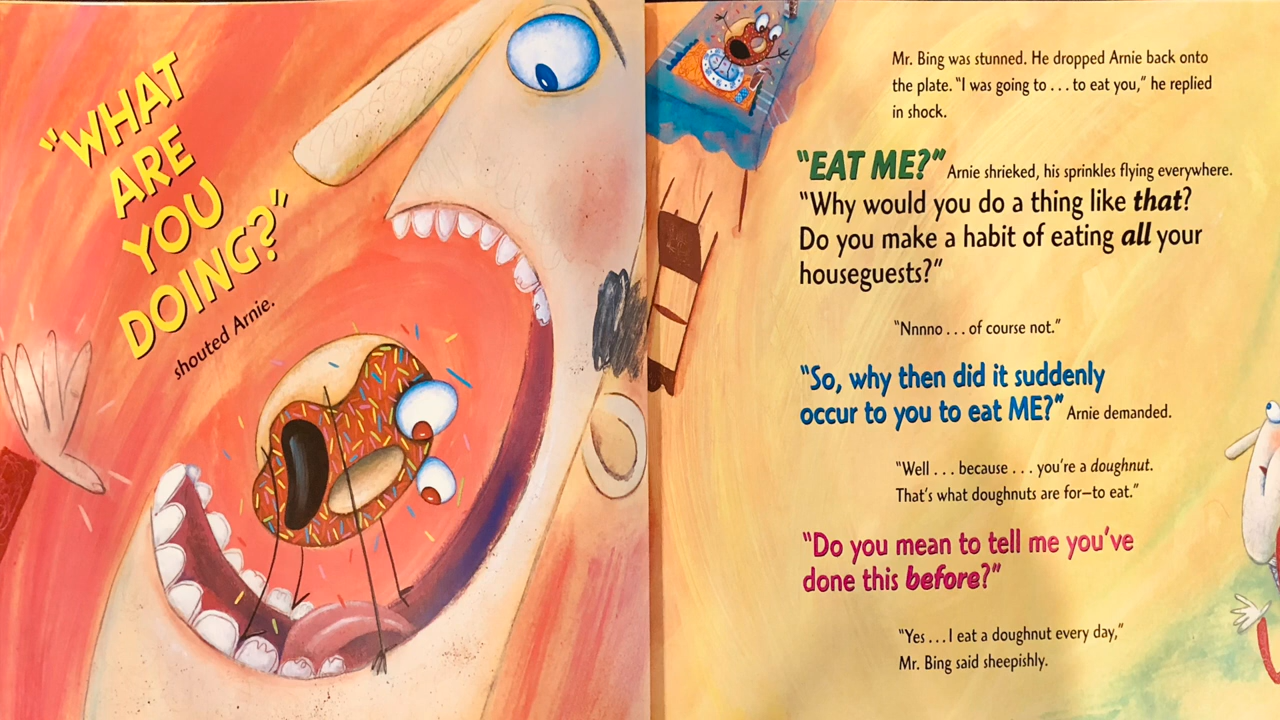 "WHAT
ARE
YOU
DOING?"
shouted Arnie.
Mr. Bing was stunned. He dropped Arnie back onto
the plate. "I was going to . . . to eat you," he replied
in shock.
"EAT ME?" Arnie shrieked, his sprinkles flying everywhere.
"Why would you do a thing like that?
Do you make a habit of eating all your
houseguests?"
"Nnnno . . . of course not."
"So, why then did it suddenly
occur to you to eat ME?" Arnie demanded.
"Well . . . because . . . you're a doughnut.
That's what doughnuts are for—to eat."
"Do you mean to tell me you've
done this before?"
"Yes . . . I eat a doughnut every day,"
Mr. Bing said sheepishly.